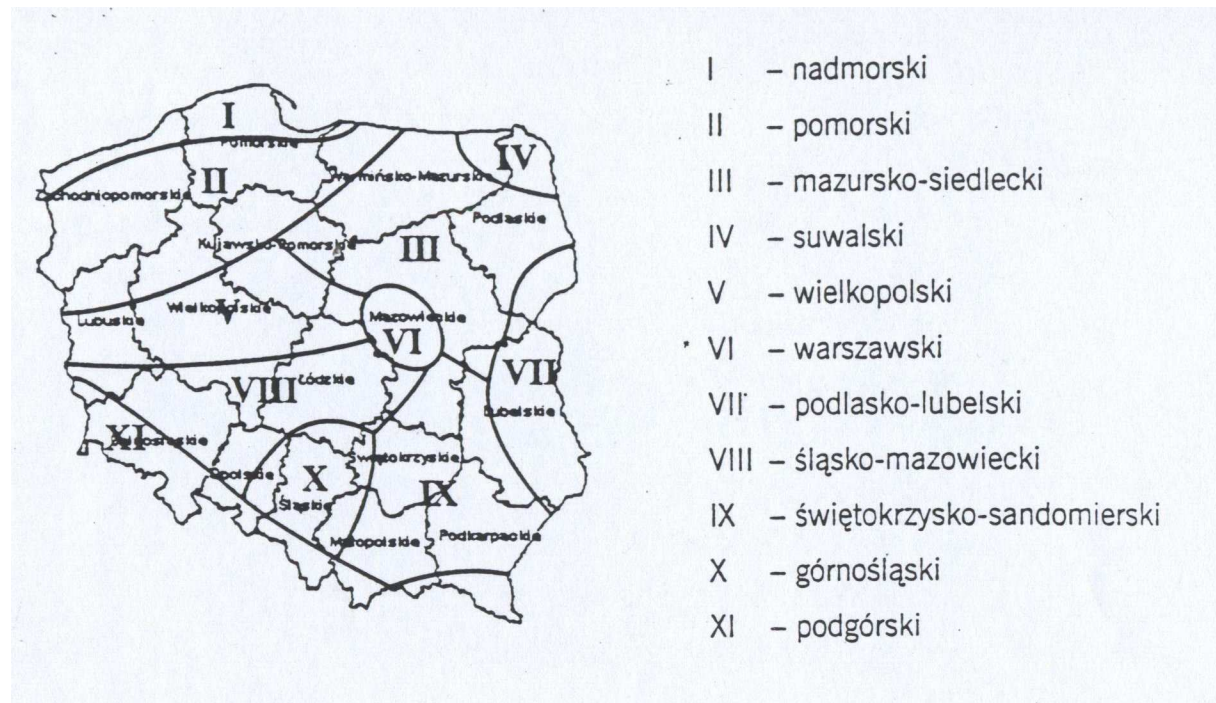 I
Pomorskie
IV
Warmińsko-Mazurskie
II
chodniopomorskie
Podlaskie
Kujawsko-Pomorskie
III
Wielkopolskie
V
Lubuskie
Mazowieckie
VI
VII
VIII
Łódzkie
Lubelskie
XI
Dolnośląskie
Świętokrzyskie
Opolskie
X
IX
Śląskie
Małopolskie
Podkarpackie
I – nadmorski
II – pomorski
III – mazursko-siedlecki
IV – suwalski
V – wielkopolski
VI – warszawski
VII – podlasko-lubelski
VIII – śląsko-mazowiecki
IX – świętokrzysko-sandomierski
X – górnośląski
XI – podgórski